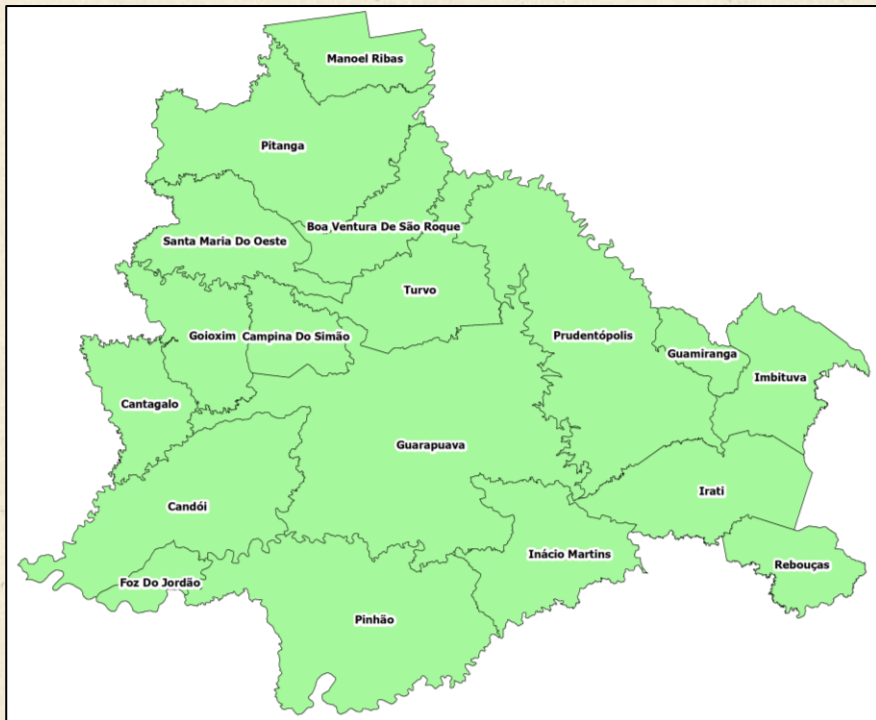 Manoel Ribas
Pitanga
Boa Ventura De São Roque
Santa Maria Do Oeste
Turvo
Goioxim
Campina Do Simão
Prudentópolis
Guamiranga
Imbituva
Cantagalo
Guarapuava
Irati
Candói
Inácio Martins
Rebouças
Foz Do Jordão
Pinhão